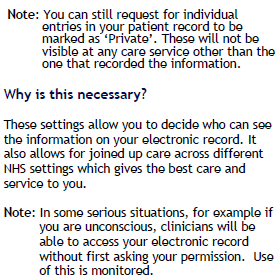 Note: You can still request for individual
entries in your patient record to be
marked as ‘Private’. These will not be
visible at any care service other than the
one that recorded the information.
Why is this necessary?
These settings allow you to decide who can see
the information on your electronic record. It
also allows for joined up care across different
NHS settings which gives the best care and
service to you.
Note: In some serious situations, for example if
you are unconscious, clinicians will be
able to access your electronic record
without first asking your permission. Use
of this is monitored.